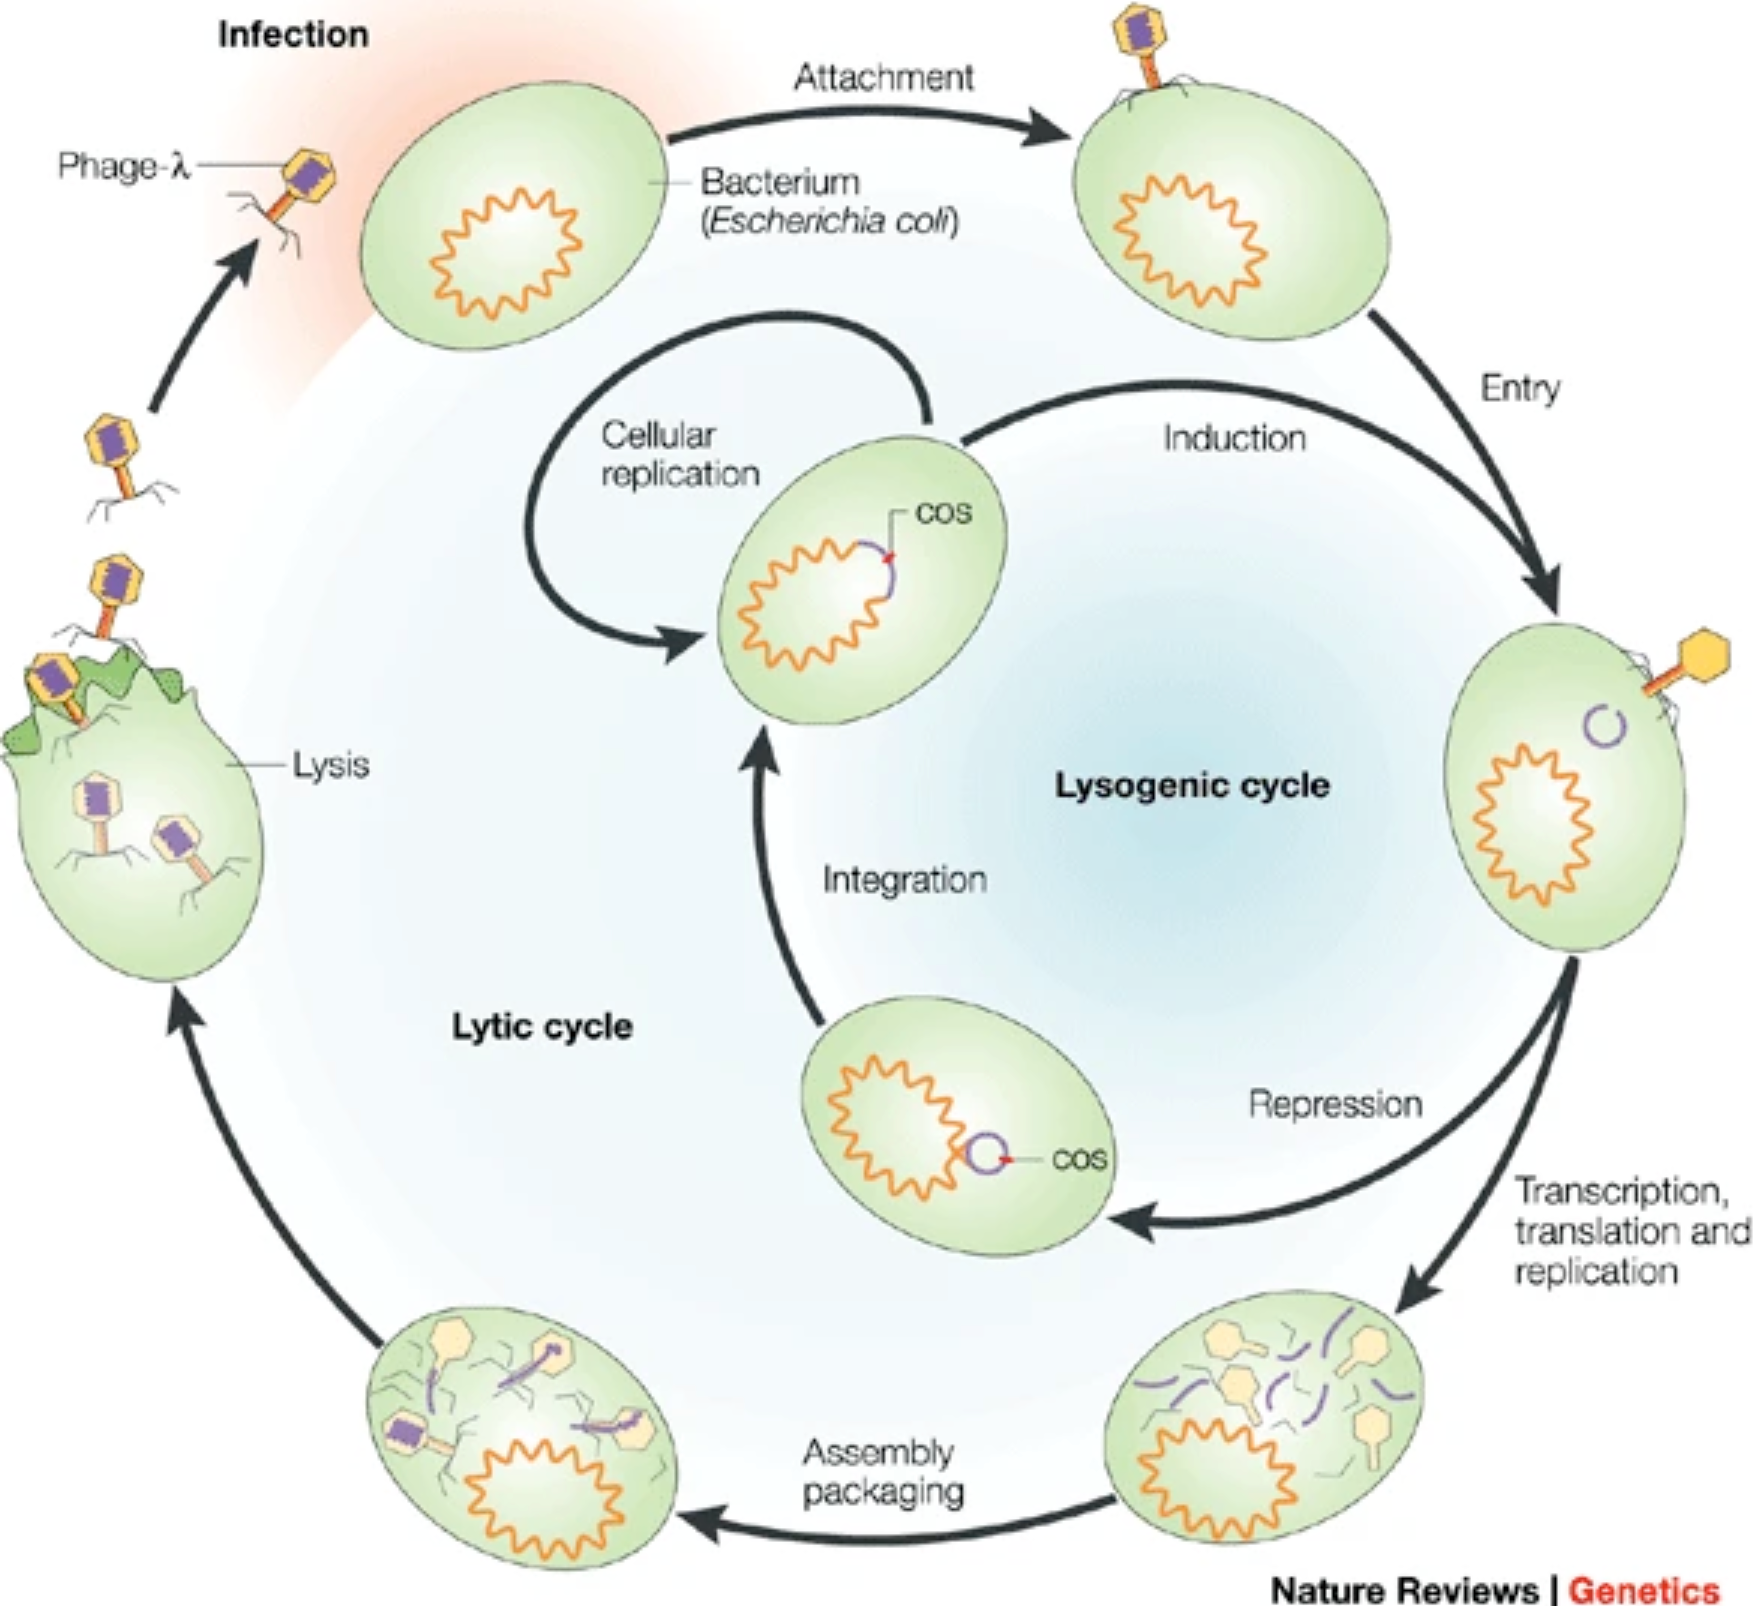 Infection
Attachment
Phage-λ
Bacterium
(Escherichia coli)
Entry
Cellular
replication
Induction
cos
Lysis
Lysogenic cycle
Integration
Lytic cycle
Repression
cos
Transcription,
translation and
replication
Assembly
packaging
Nature Reviews | Genetics